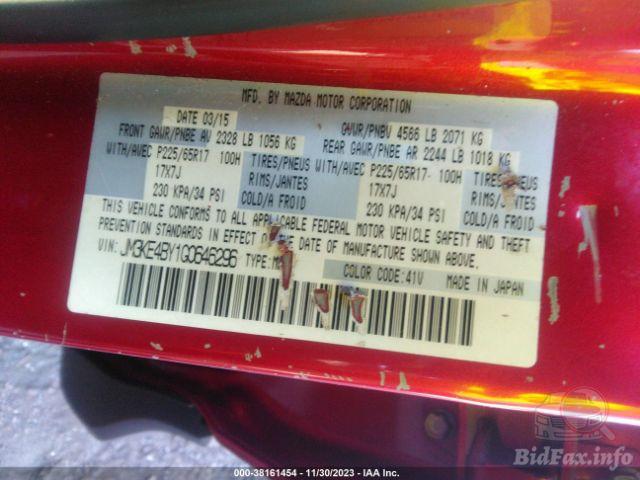 MFD. BY MAZDA MOTOR CORPORATION
DATE 03/15 GVWR/PNBV 4566 LB 2071 KG
FRONT GAWR/PNBE AV 2328 LB 1056 KG REAR GAWR/PNBE AR 2244 LB 1018 KG
WITH/AVEC P225/65R17 100H TIRES/PNEUS WITH/AVEC P225/65R17 100H TIRES/PNEUS
17X7J RIMS/JANTES 17X7J RIMS/JANTES
230 KPA/34 PSI COLD/A FROID 230 KPA/34 PSI COLD/A FROID
THIS VEHICLE CONFORMS TO ALL APPLICABLE FEDERAL MOTOR VEHICLE SAFETY AND THEFT
PREVENTION STANDARDS IN EFFECT ON THE DATE OF MANUFACTURE SHOWN ABOVE.
VIN: JM3KE4BY1G0646296 TYPE:
COLOR CODE: 41V MADE IN JAPAN
000-38161454 — 11/30/2023 — IAA Inc.
BidFax.info